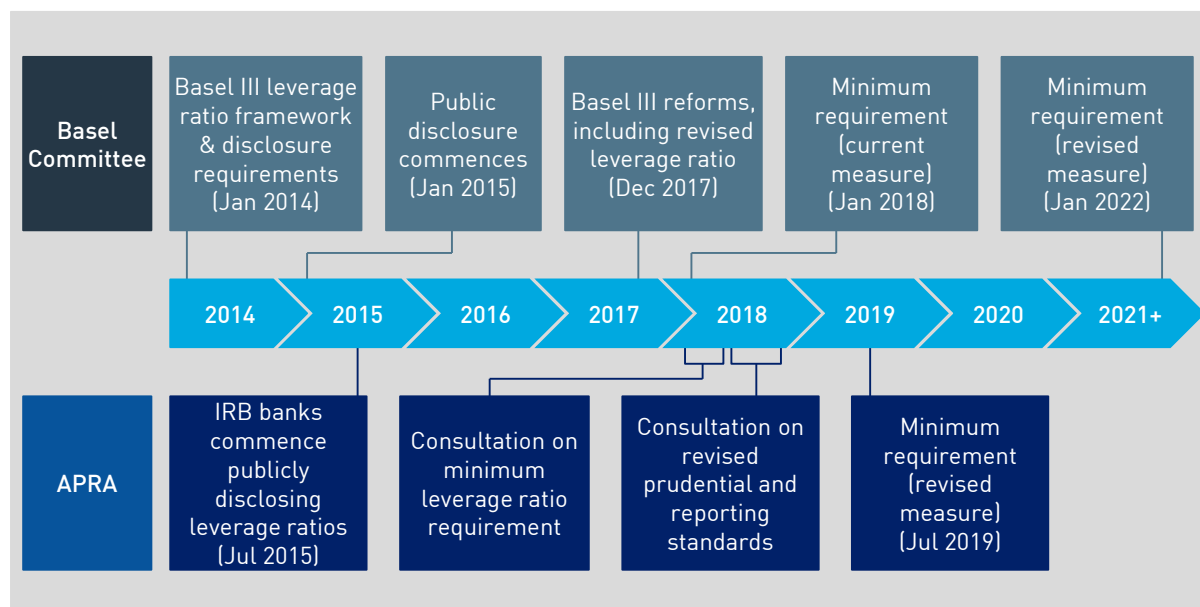 Basel
Committee
Basel III leverage
ratio framework
& disclosure
requirements
(Jan 2014)
Public
disclosure
commences
(Jan 2015)
Basel III reforms,
including revised
leverage ratio
(Dec 2017)
Minimum
requirement
(current
measure)
(Jan 2018)
Minimum
requirement
(revised
measure)
(Jan 2022)
2014
2015
2016
2017
2018
2019
2020
2021+
APRA
IRB banks
commence
publicly
disclosing
leverage ratios
(Jul 2015)
Consultation on
minimum
leverage ratio
requirement
Consultation on
revised
prudential and
reporting
standards
Minimum
requirement
(revised
measure)
(Jul 2019)